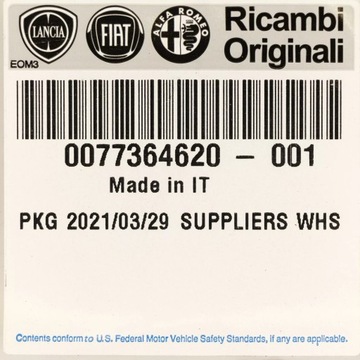 LANCIA
FIAT
ALFA ROMEO
Ricambi
Originali
EOM3
0077364620 - 001
Made in IT
PKG 2021/03/29 SUPPLIERS WHS
Contents conform to U.S. Federal Motor Vehicle Safety Standards, if any are applicable.